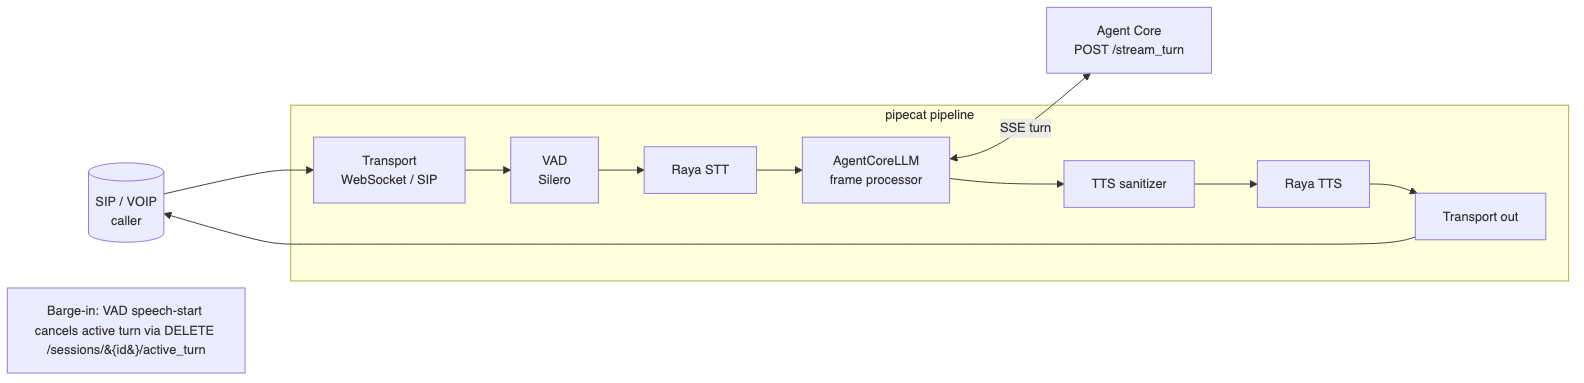 Agent Core
POST /stream_turn
pipecat pipeline
SSE turn
Transport
WebSocket / SIP
VAD
Silero
Raya STT
AgentCoreLLM
frame processor
TTS sanitizer
Raya TTS
Transport out
SIP / VOIP
caller
Barge-in: VAD speech-start
cancels active turn via DELETE
/sessions/&{id&}/active_turn